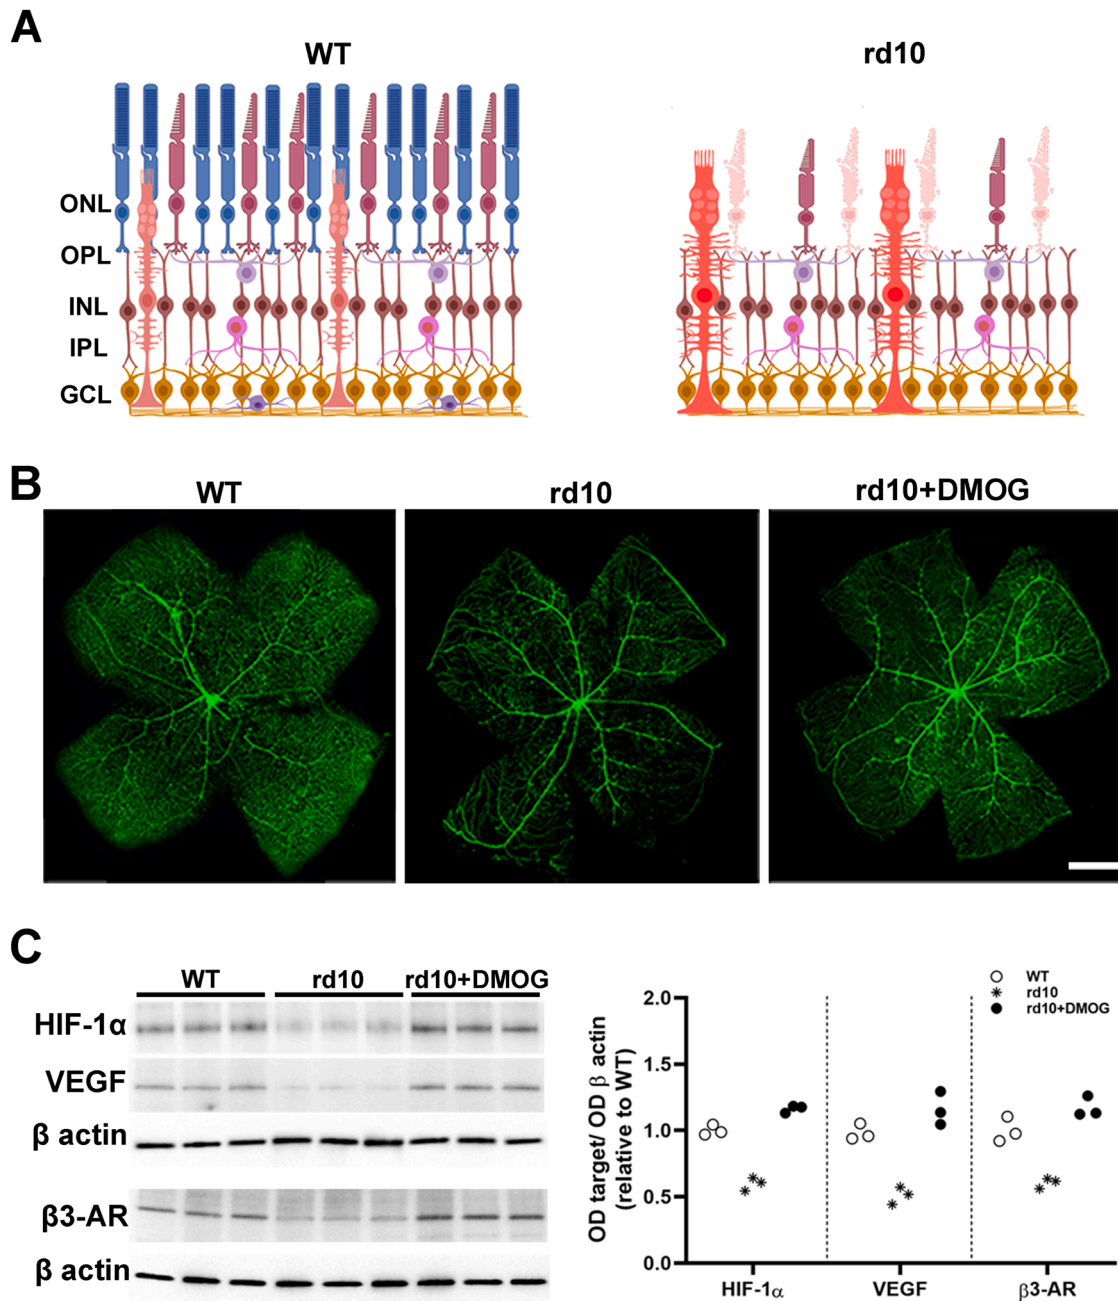 A
WT
rd10
ONL
OPL
INL
IPL
GCL
B
WT
rd10
rd10+DMOG
C
WT
rd10
rd10+DMOG
HIF-1α
VEGF
β actin
β3-AR
β actin
WT
rd10
rd10+DMOG
OD target/ OD β actin
(relative to WT)
2.0
1.5
1.0
0.5
0.0
HIF-1α
VEGF
β3-AR